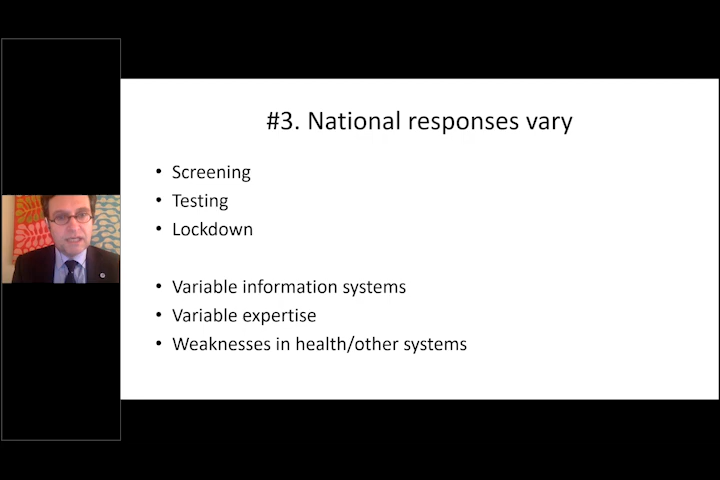 #3. National responses vary
• Screening
• Testing
• Lockdown
• Variable information systems
• Variable expertise
• Weaknesses in health/other systems